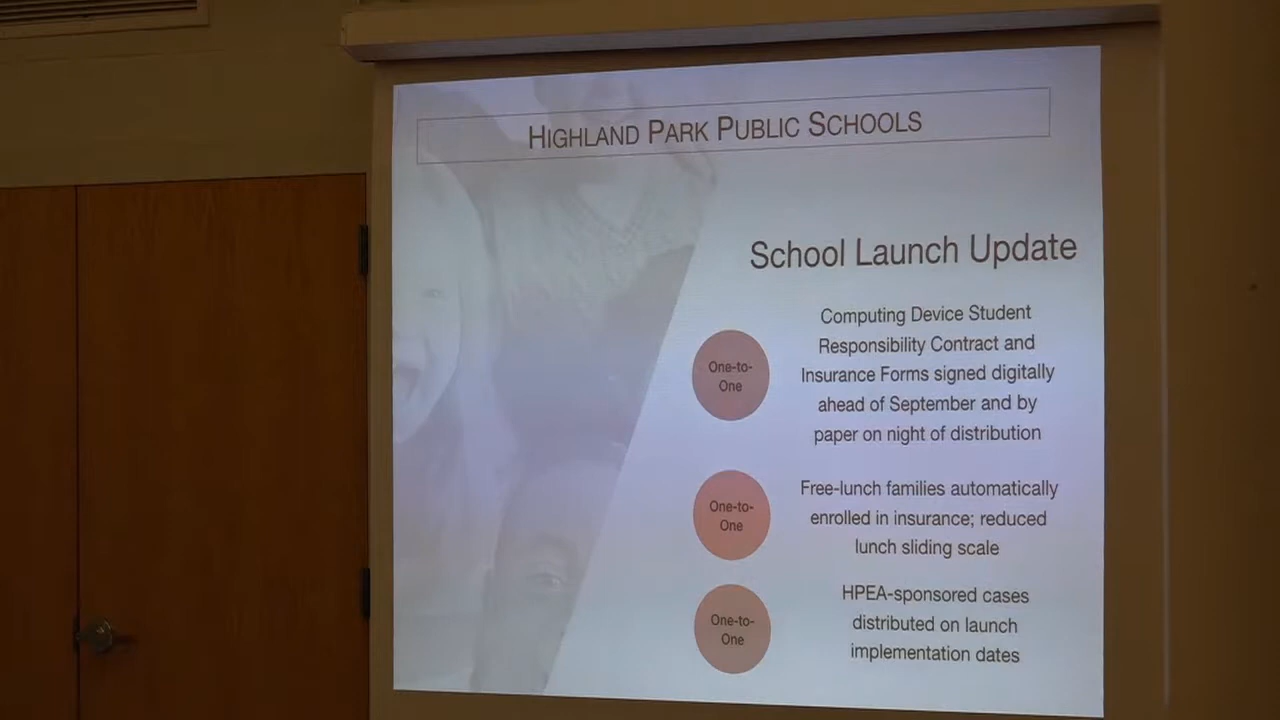 HIGHLAND PARK PUBLIC SCHOOLS
School Launch Update
One-to-
One
Computing Device Student
Responsibility Contract and
Insurance Forms signed digitally
ahead of September and by
paper on night of distribution
One-to-
One
Free-lunch families automatically
enrolled in insurance; reduced
lunch sliding scale
One-to-
One
HPEA-sponsored cases
distributed on launch
implementation dates